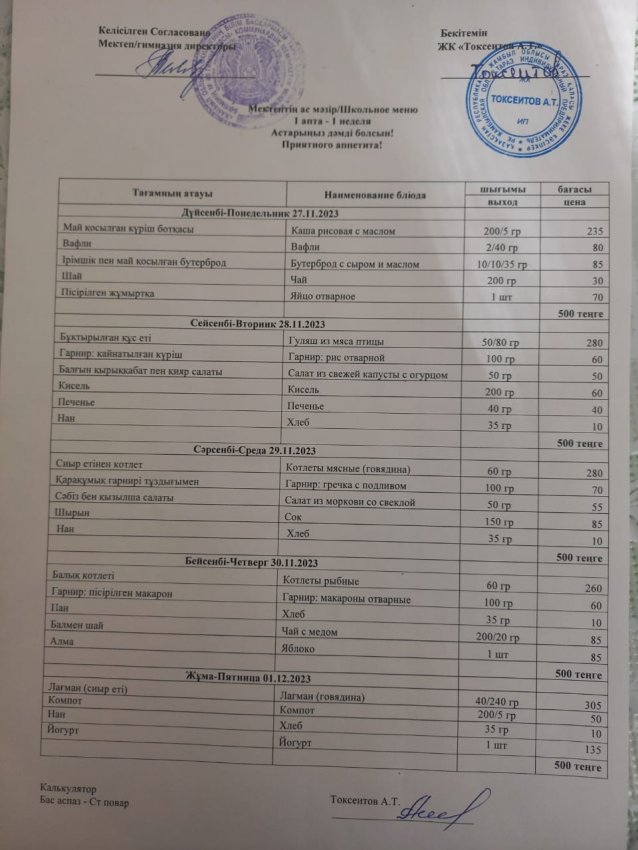 Келісілген Согласовано
Мектеп/гимназия директоры
Бекітемін
ЖК «Токсеитов А.Т.»
Токсеитов
ТОКСЕИТОВ А.Т.
ИП
Мектептің ас мәзір/Школьное меню
1 апта - 1 неделя
Астарыңыз дәмді болсын!
Приятного аппетита!
Тағамның атауы Наименование блюда шығымы выход бағасы цена
Дүйсенбі-Понедельник 27.11.2023
Май қосылған күріш ботқасы Каша рисовая с маслом 200/5 гр 235
Вафли Вафли 2/40 гр 80
Ірімшік пен май қосылған бутерброд Бутерброд с сыром и маслом 10/10/35 гр 85
Шай Чай 200 гр 30
Пісірілген жұмыртқа Яйцо отварное 1 шт 70
500 теңге
Сейсенбі-Вторник 28.11.2023
Бұқтырылған құс еті Гуляш из мяса птицы 50/80 гр 280
Гарнир: қайнатылған күріш Гарнир: рис отварной 100 гр 60
Балғын қырыққабат пен қияр салаты Салат из свежей капусты с огурцом 50 гр 50
Кисель Кисель 200 гр 60
Печенье Печенье 40 гр 40
Нан Хлеб 35 гр 10
500 теңге
Сәрсенбі-Среда 29.11.2023
Сиыр етінен котлет Котлеты мясные (говядина) 60 гр 280
Қарақұмық гарнирі тұздығымен Гарнир: гречка с подливом 100 гр 70
Сәбіз бен қызылша салаты Салат из моркови со свеклой 50 гр 55
Шырын Сок 150 гр 85
Нан Хлеб 35 гр 10
500 теңге
Бейсенбі-Четверг 30.11.2023
Балық котлеті Котлеты рыбные 60 гр 260
Гарнир: пісірілген макарон Гарнир: макароны отварные 100 гр 60
Нан Хлеб 35 гр 10
Балмен шай Чай с медом 200/20 гр 85
Алма Яблоко 1 шт 85
500 теңге
Жұма-Пятница 01.12.2023
Лағман (сиыр еті) Лагман (говядина) 40/240 гр 305
Компот Компот 200/5 гр 50
Нан Хлеб 35 гр 10
Йогурт Йогурт 1 шт 135
500 теңге
Калькулятор
Бас аспаз - Ст повар
Токсеитов А.Т.